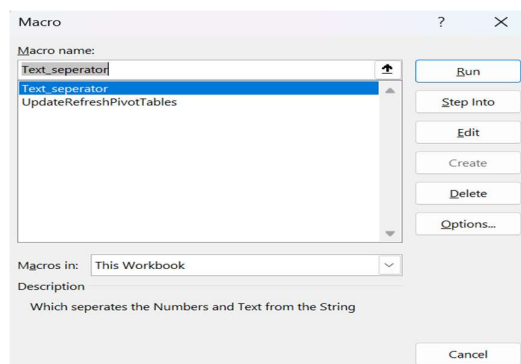 Macro ? X
Macro name:
Text_seperator
Run
Text_seperator
UpdateRefreshPivotTables
Step Into
Edit
Create
Delete
Options...
Macros in: This Workbook
Description
Which seperates the Numbers and Text from the String
Cancel